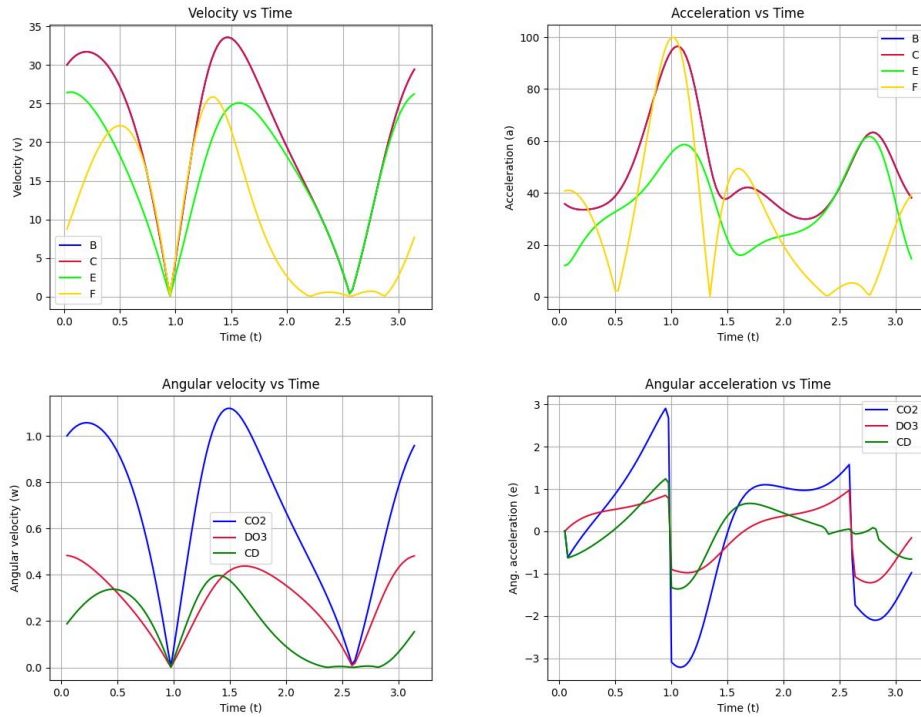 Velocity vs Time
35
30
25
20
15
10
5
0
Velocity (v)
B
C
E
F
0.0 0.5 1.0 1.5 2.0 2.5 3.0
Time (t)
Acceleration vs Time
100
80
60
40
20
0
Acceleration (a)
B
C
E
F
0.0 0.5 1.0 1.5 2.0 2.5 3.0
Time (t)
Angular velocity vs Time
1.0
0.8
0.6
0.4
0.2
0.0
Angular velocity (w)
CO2
DO3
CD
0.0 0.5 1.0 1.5 2.0 2.5 3.0
Time (t)
Angular acceleration vs Time
3
2
1
0
−1
−2
−3
Ang. acceleration (e)
CO2
DO3
CD
0.0 0.5 1.0 1.5 2.0 2.5 3.0
Time (t)